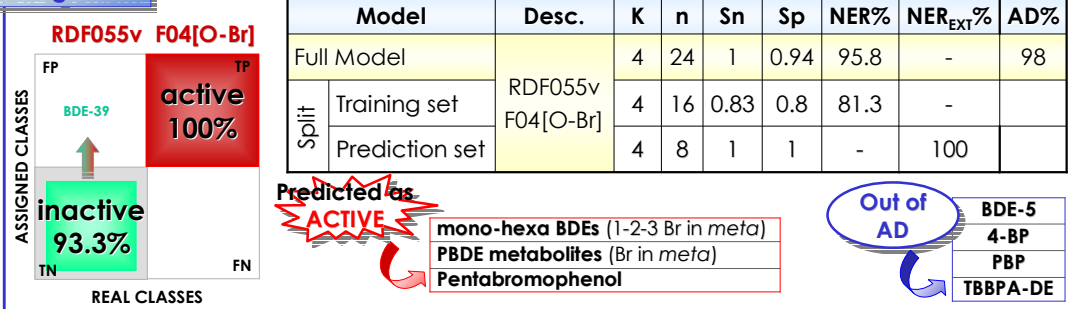 RDF055v F04[O-Br]
FP
TP
BDE-39
active
100%
inactive
93.3%
TN
FN
ASSIGNED CLASSES
REAL CLASSES
Model Desc. K n Sn Sp NER% NEREXT% AD%
Full Model 4 24 1 0.94 95.8 - 98
RDF055v
F04[O-Br]
Split
Training set 4 16 0.83 0.8 81.3 -
Prediction set 4 8 1 1 - 100
Predicted as
ACTIVE
mono-hexa BDEs (1-2-3 Br in meta)
PBDE metabolites (Br in meta)
Pentabromophenol
Out of
AD
BDE-5
4-BP
PBP
TBBPA-DE